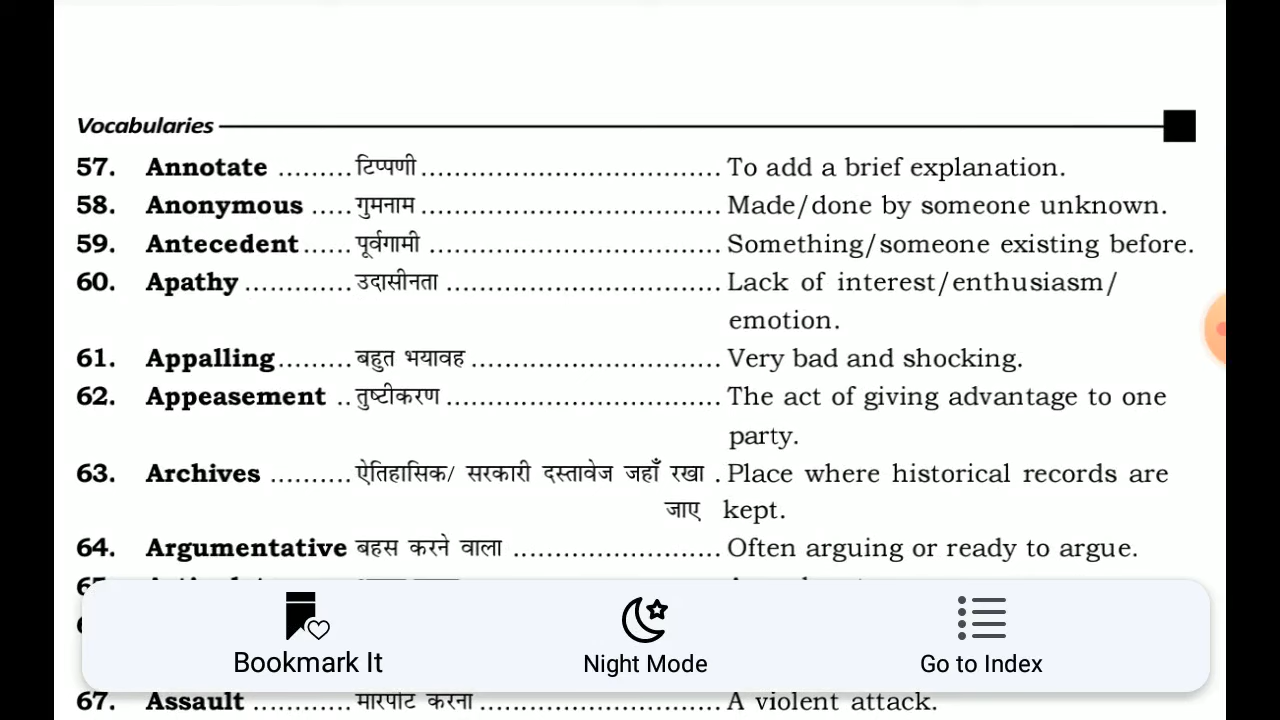 Vocabularies
57. Annotate ......... टिप्पणी ....................................... To add a brief explanation.
58. Anonymous ..... गुमनाम ....................................... Made/done by someone unknown.
59. Antecedent ...... पूर्वगामी ...................................... Something/someone existing before.
60. Apathy ............ उदासीनता .................................... Lack of interest/enthusiasm/
emotion.
61. Appalling ......... बहुत भयावह ................................. Very bad and shocking.
62. Appeasement .. तुष्टीकरण .................................... The act of giving advantage to one
party.
63. Archives .......... ऐतिहासिक/ सरकारी दस्तावेज जहाँ रखा . Place where historical records are
जाए kept.
64. Argumentative बहस करने वाला ........................... Often arguing or ready to argue.
Bookmark It Night Mode Go to Index
67. Assault ........... मारपीट करना ................................ A violent attack.